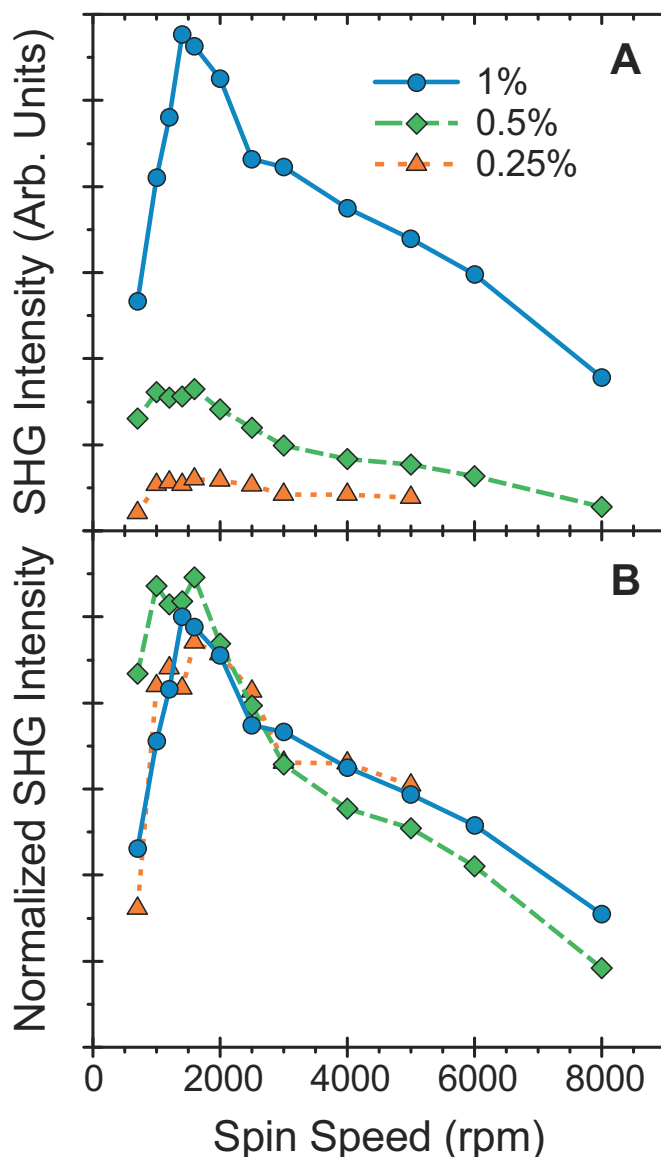 A
1%
0.5%
0.25%
SHG Intensity (Arb. Units)
B
Normalized SHG Intensity
0 2000 4000 6000 8000
Spin Speed (rpm)